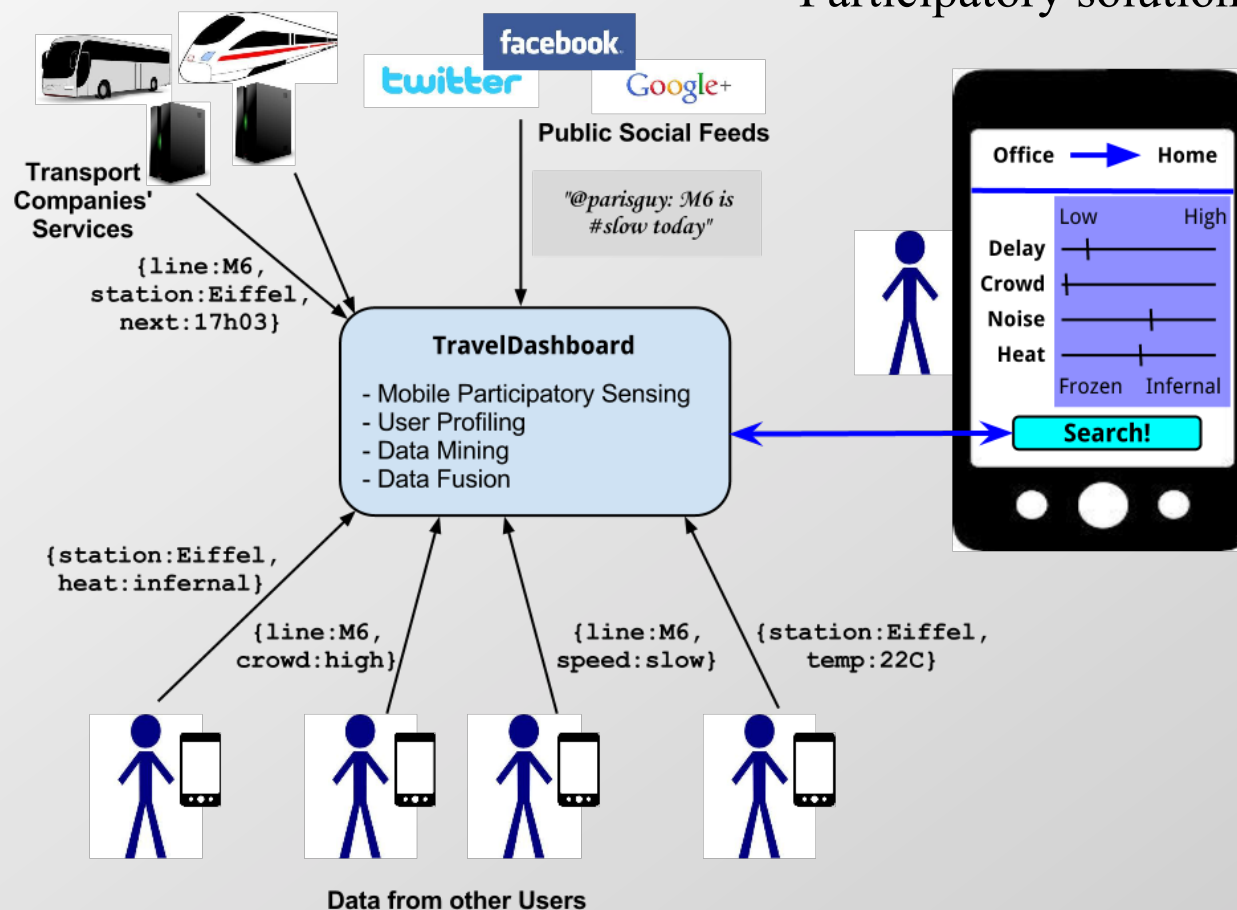 Participatory solution
facebook
twitter
Google+
Public Social Feeds
Transport
Companies'
Services
"@parisguy: M6 is
#slow today"
{line:M6,
station:Eiffel,
next:17h03}
TravelDashboard
- Mobile Participatory Sensing
- User Profiling
- Data Mining
- Data Fusion
Office Home
Low High
Delay
Crowd
Noise
Heat
Frozen Infernal
Search!
{station:Eiffel,
heat:infernal}
{line:M6,
crowd:high}
{line:M6,
speed:slow}
{station:Eiffel,
temp:22C}
Data from other Users